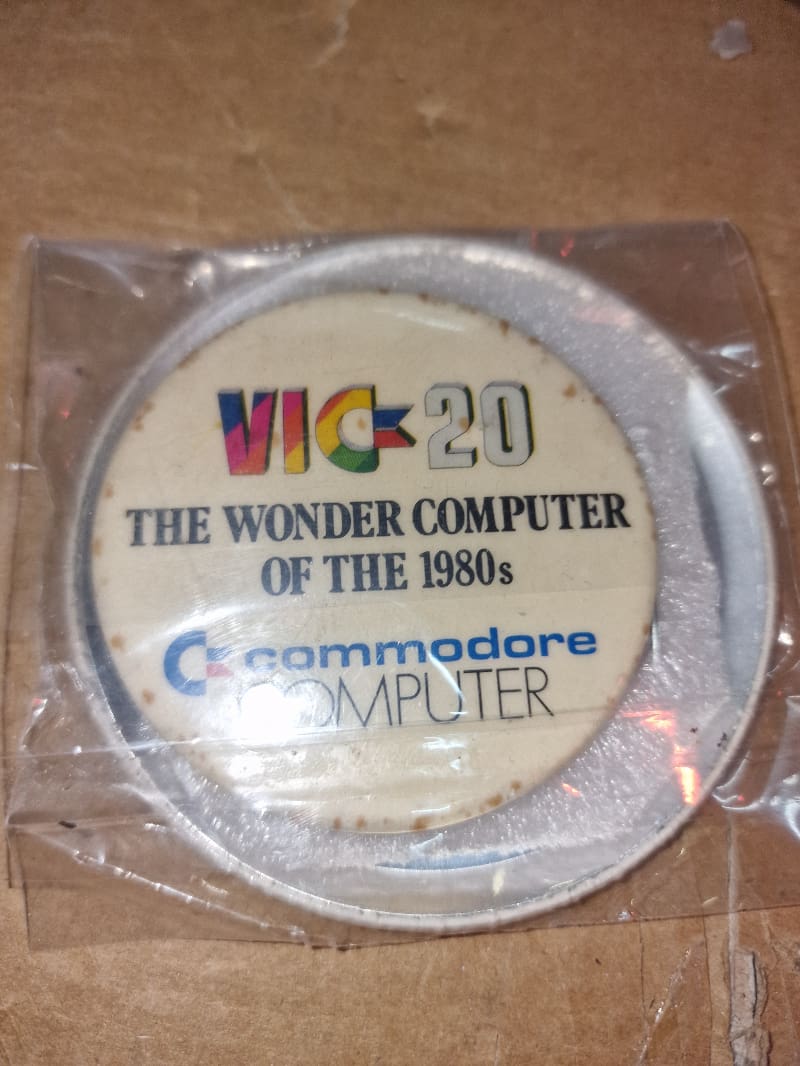 VIC-20
THE WONDER COMPUTER
OF THE 1980s
commodore
COMPUTER